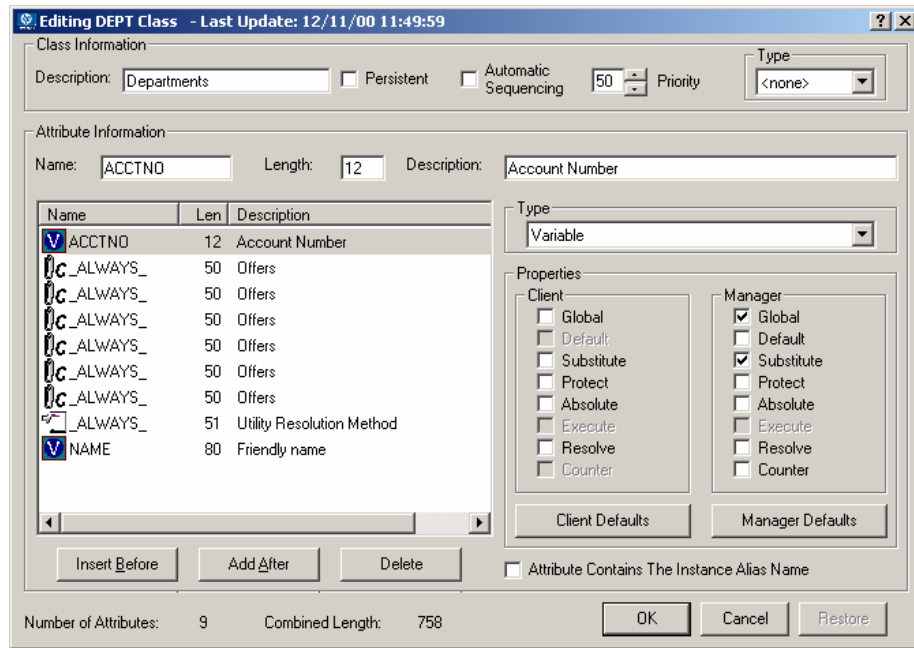 Editing DEPT Class - Last Update: 12/11/00 11:49:59
Class Information
Description: Departments Persistent Automatic Sequencing 50 Priority Type <none>
Attribute Information
Name: ACCTNO Length: 12 Description: Account Number
Name Len Description
V ACCTNO 12 Account Number
C _ALWAYS_ 50 Offers
C _ALWAYS_ 50 Offers
C _ALWAYS_ 50 Offers
C _ALWAYS_ 50 Offers
C _ALWAYS_ 50 Offers
C _ALWAYS_ 50 Offers
_ALWAYS_ 51 Utility Resolution Method
V NAME 80 Friendly name
Type
Variable
Properties
Client
Global
Default
Substitute
Protect
Absolute
Execute
Resolve
Counter
Manager
Global
Default
Substitute
Protect
Absolute
Execute
Resolve
Counter
Client Defaults Manager Defaults
Insert Before Add After Delete
Attribute Contains The Instance Alias Name
Number of Attributes: 9 Combined Length: 758
OK Cancel Restore